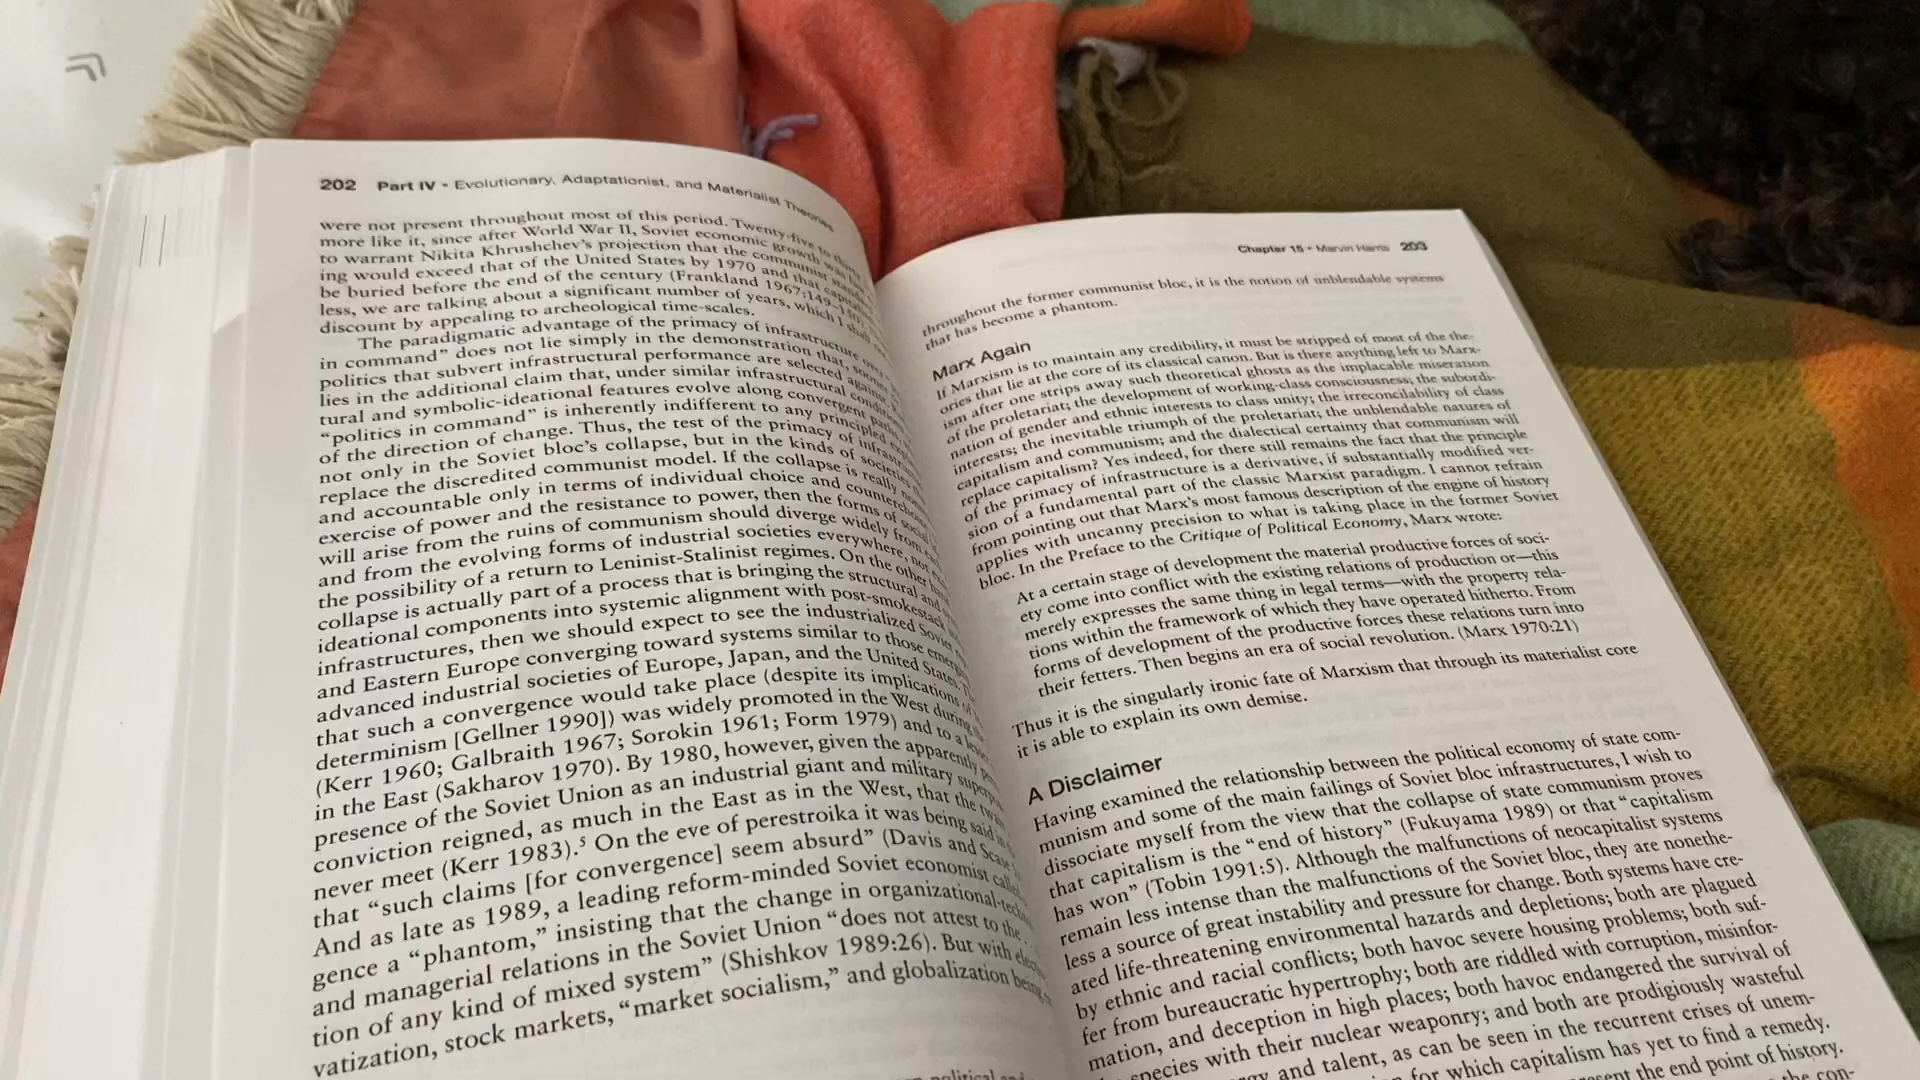 202 Part IV • Evolutionary, Adaptationist, and Materialist Theories
were not present throughout most of this period. Twenty-five to thirty
more like it, since after World War II, Soviet economic growth was
to warrant Nikita Khrushchev's projection that the communist
ing would exceed that of the United States by 1970 and that
be buried before the end of the century (Frankland 1967:149–150).
less, we are talking about a significant number of years, which I
discount by appealing to archeological time-scales.
The paradigmatic advantage of the primacy of infrastructure over
in command" does not lie simply in the demonstration that, sooner
politics that subvert infrastructural performance are selected against.
lies in the additional claim that, under similar infrastructural
tural and symbolic-ideational features evolve along convergent
"politics in command" is inherently indifferent to any principled
of the direction of change. Thus, the test of the primacy of
not only in the Soviet bloc's collapse, but in the kinds of societies
replace the discredited communist model. If the collapse is really
and accountable only in terms of individual choice and
exercise of power and the resistance to power, then the forms of
will arise from the ruins of communism should diverge widely from
and from the evolving forms of industrial societies everywhere, not
the possibility of a return to Leninist-Stalinist regimes. On the other
collapse is actually part of a process that is bringing the structural and
ideational components into systemic alignment with post-smokestack
infrastructures, then we should expect to see the industrialized Soviet
and Eastern Europe converging toward systems similar to those
advanced industrial societies of Europe, Japan, and the United States.
that such a convergence would take place (despite its implications of
determinism [Gellner 1990]) was widely promoted in the West during
(Kerr 1960; Galbraith 1967; Sorokin 1961; Form 1979) and to a
in the East (Sakharov 1970). By 1980, however, given the apparently
presence of the Soviet Union as an industrial giant and military
conviction reigned, as much in the East as in the West, that the
never meet (Kerr 1983).⁵ On the eve of perestroika it was being said
that "such claims [for convergence] seem absurd" (Davis and
And as late as 1989, a leading reform-minded Soviet economist
gence a "phantom," insisting that the change in
and managerial relations in the Soviet Union "does not attest to the
tion of any kind of mixed system" (Shishkov 1989:26). But with
vatization, stock markets, "market socialism," and globalization being
Chapter 15 • Marvin Harris 203
throughout the former communist bloc, it is the notion of unblendable systems
that has become a phantom.
Marx Again
If Marxism is to maintain any credibility, it must be stripped of most of the the-
ories that lie at the core of its classical canon. But is there anything left to Marx-
ism after one strips away such theoretical ghosts as the implacable miseration
of the proletariat; the development of working-class consciousness; the subordi-
nation of gender and ethnic interests to class unity; the irreconcilability of class
interests; the inevitable triumph of the proletariat; the unblendable natures of
capitalism and communism; and the dialectical certainty that communism will
replace capitalism? Yes indeed, for there still remains the fact that the principle
of the primacy of infrastructure is a derivative, if substantially modified ver-
sion of a fundamental part of the classic Marxist paradigm. I cannot refrain
from pointing out that Marx's most famous description of the engine of history
applies with uncanny precision to what is taking place in the former Soviet
bloc. In the Preface to the Critique of Political Economy, Marx wrote:
At a certain stage of development the material productive forces of soci-
ety come into conflict with the existing relations of production or—this
merely expresses the same thing in legal terms—with the property rela-
tions within the framework of which they have operated hitherto. From
forms of development of the productive forces these relations turn into
their fetters. Then begins an era of social revolution. (Marx 1970:21)
Thus it is the singularly ironic fate of Marxism that through its materialist core
it is able to explain its own demise.
A Disclaimer
Having examined the relationship between the political economy of state com-
munism and some of the main failings of Soviet bloc infrastructures, I wish to
dissociate myself from the view that the collapse of state communism proves
that capitalism is the "end of history" (Fukuyama 1989) or that "capitalism
has won" (Tobin 1991:5). Although the malfunctions of neocapitalist systems
remain less intense than the malfunctions of the Soviet bloc, they are nonethe-
less a source of great instability and pressure for change. Both systems have cre-
ated life-threatening environmental hazards and depletions; both are plagued
by ethnic and racial conflicts; both havoc severe housing problems; both suf-
fer from bureaucratic hypertrophy; both are riddled with corruption, misinfor-
mation, and deception in high places; both havoc endangered the survival of
species with their nuclear weaponry; and both are prodigiously wasteful
and talent, as can be seen in the recurrent crises of unem-
for which capitalism has yet to find a remedy.
the end point of history.
the con-